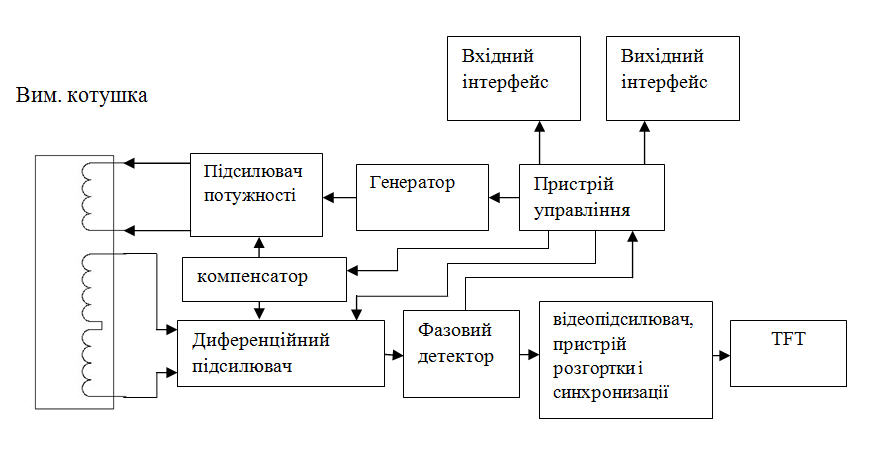 Вхідний
інтерфейс
Вихідний
інтерфейс
Вим. котушка
Підсилювач
потужності
Генератор
Пристрій
управління
компенсатор
Диференційний
підсилювач
Фазовий
детектор
відеопідсилювач,
пристрій
розгортки і
синхронизації
TFT